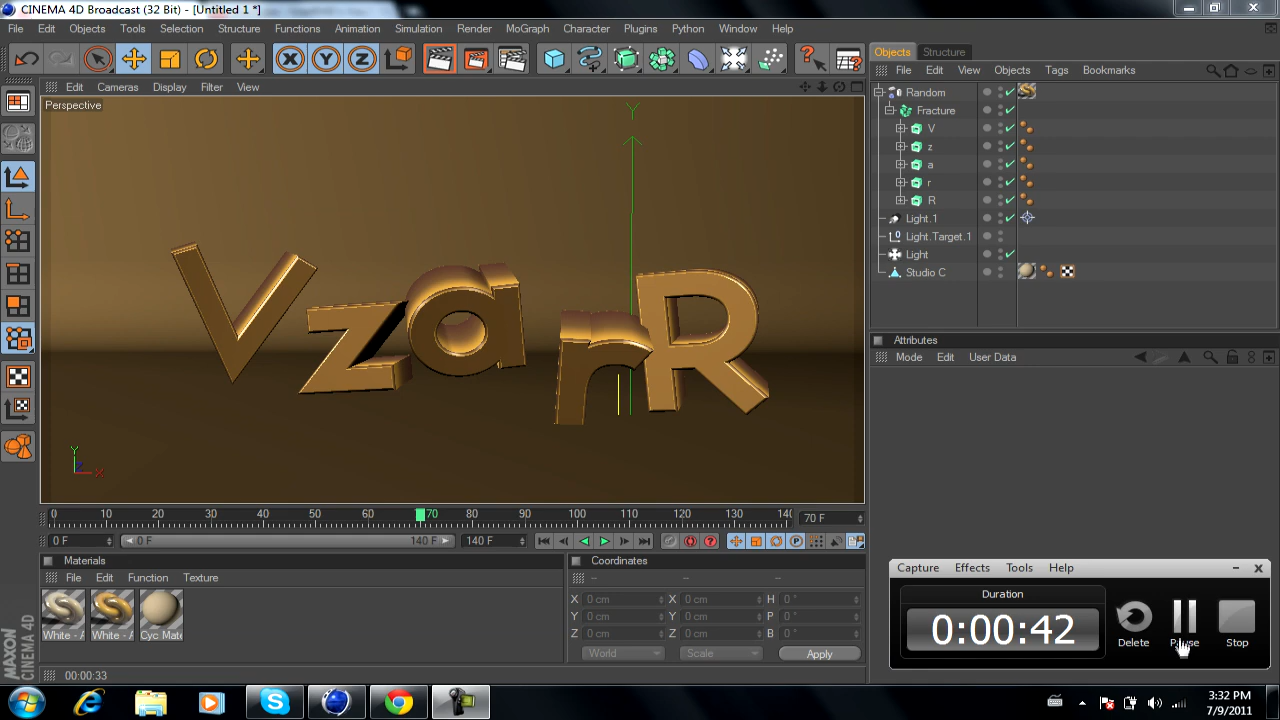 CINEMA 4D Broadcast (32 Bit) - [Untitled 1 *]
File Edit Objects Tools Selection Structure Functions Animation Simulation Render MoGraph Character Plugins Python Window Help
X Y Z
Objects Structure
File Edit View Objects Tags Bookmarks
Edit Cameras Display Filter View
Perspective
Y
Random
Fracture
V
z
a
r
R
Light.1
Light.Target.1
Light
Studio C
VzarR
Y
X
Attributes
Mode Edit User Data
0 10 20 30 40 50 60 70 80 90 100 110 120 130 140
70 F
0 F 0 F 140 F 140 F
Materials
File Edit Function Texture
White - A White - A Cyc Mate
Coordinates
-- -- --
X 0 cm X 0 cm H 0 °
Y 0 cm Y 0 cm P 0 °
Z 0 cm Z 0 cm B 0 °
World Scale Apply
MAXON CINEMA 4D
00:00:33
Capture Effects Tools Help
Duration
0:00:42
Delete Pause Stop
3:32 PM
7/9/2011